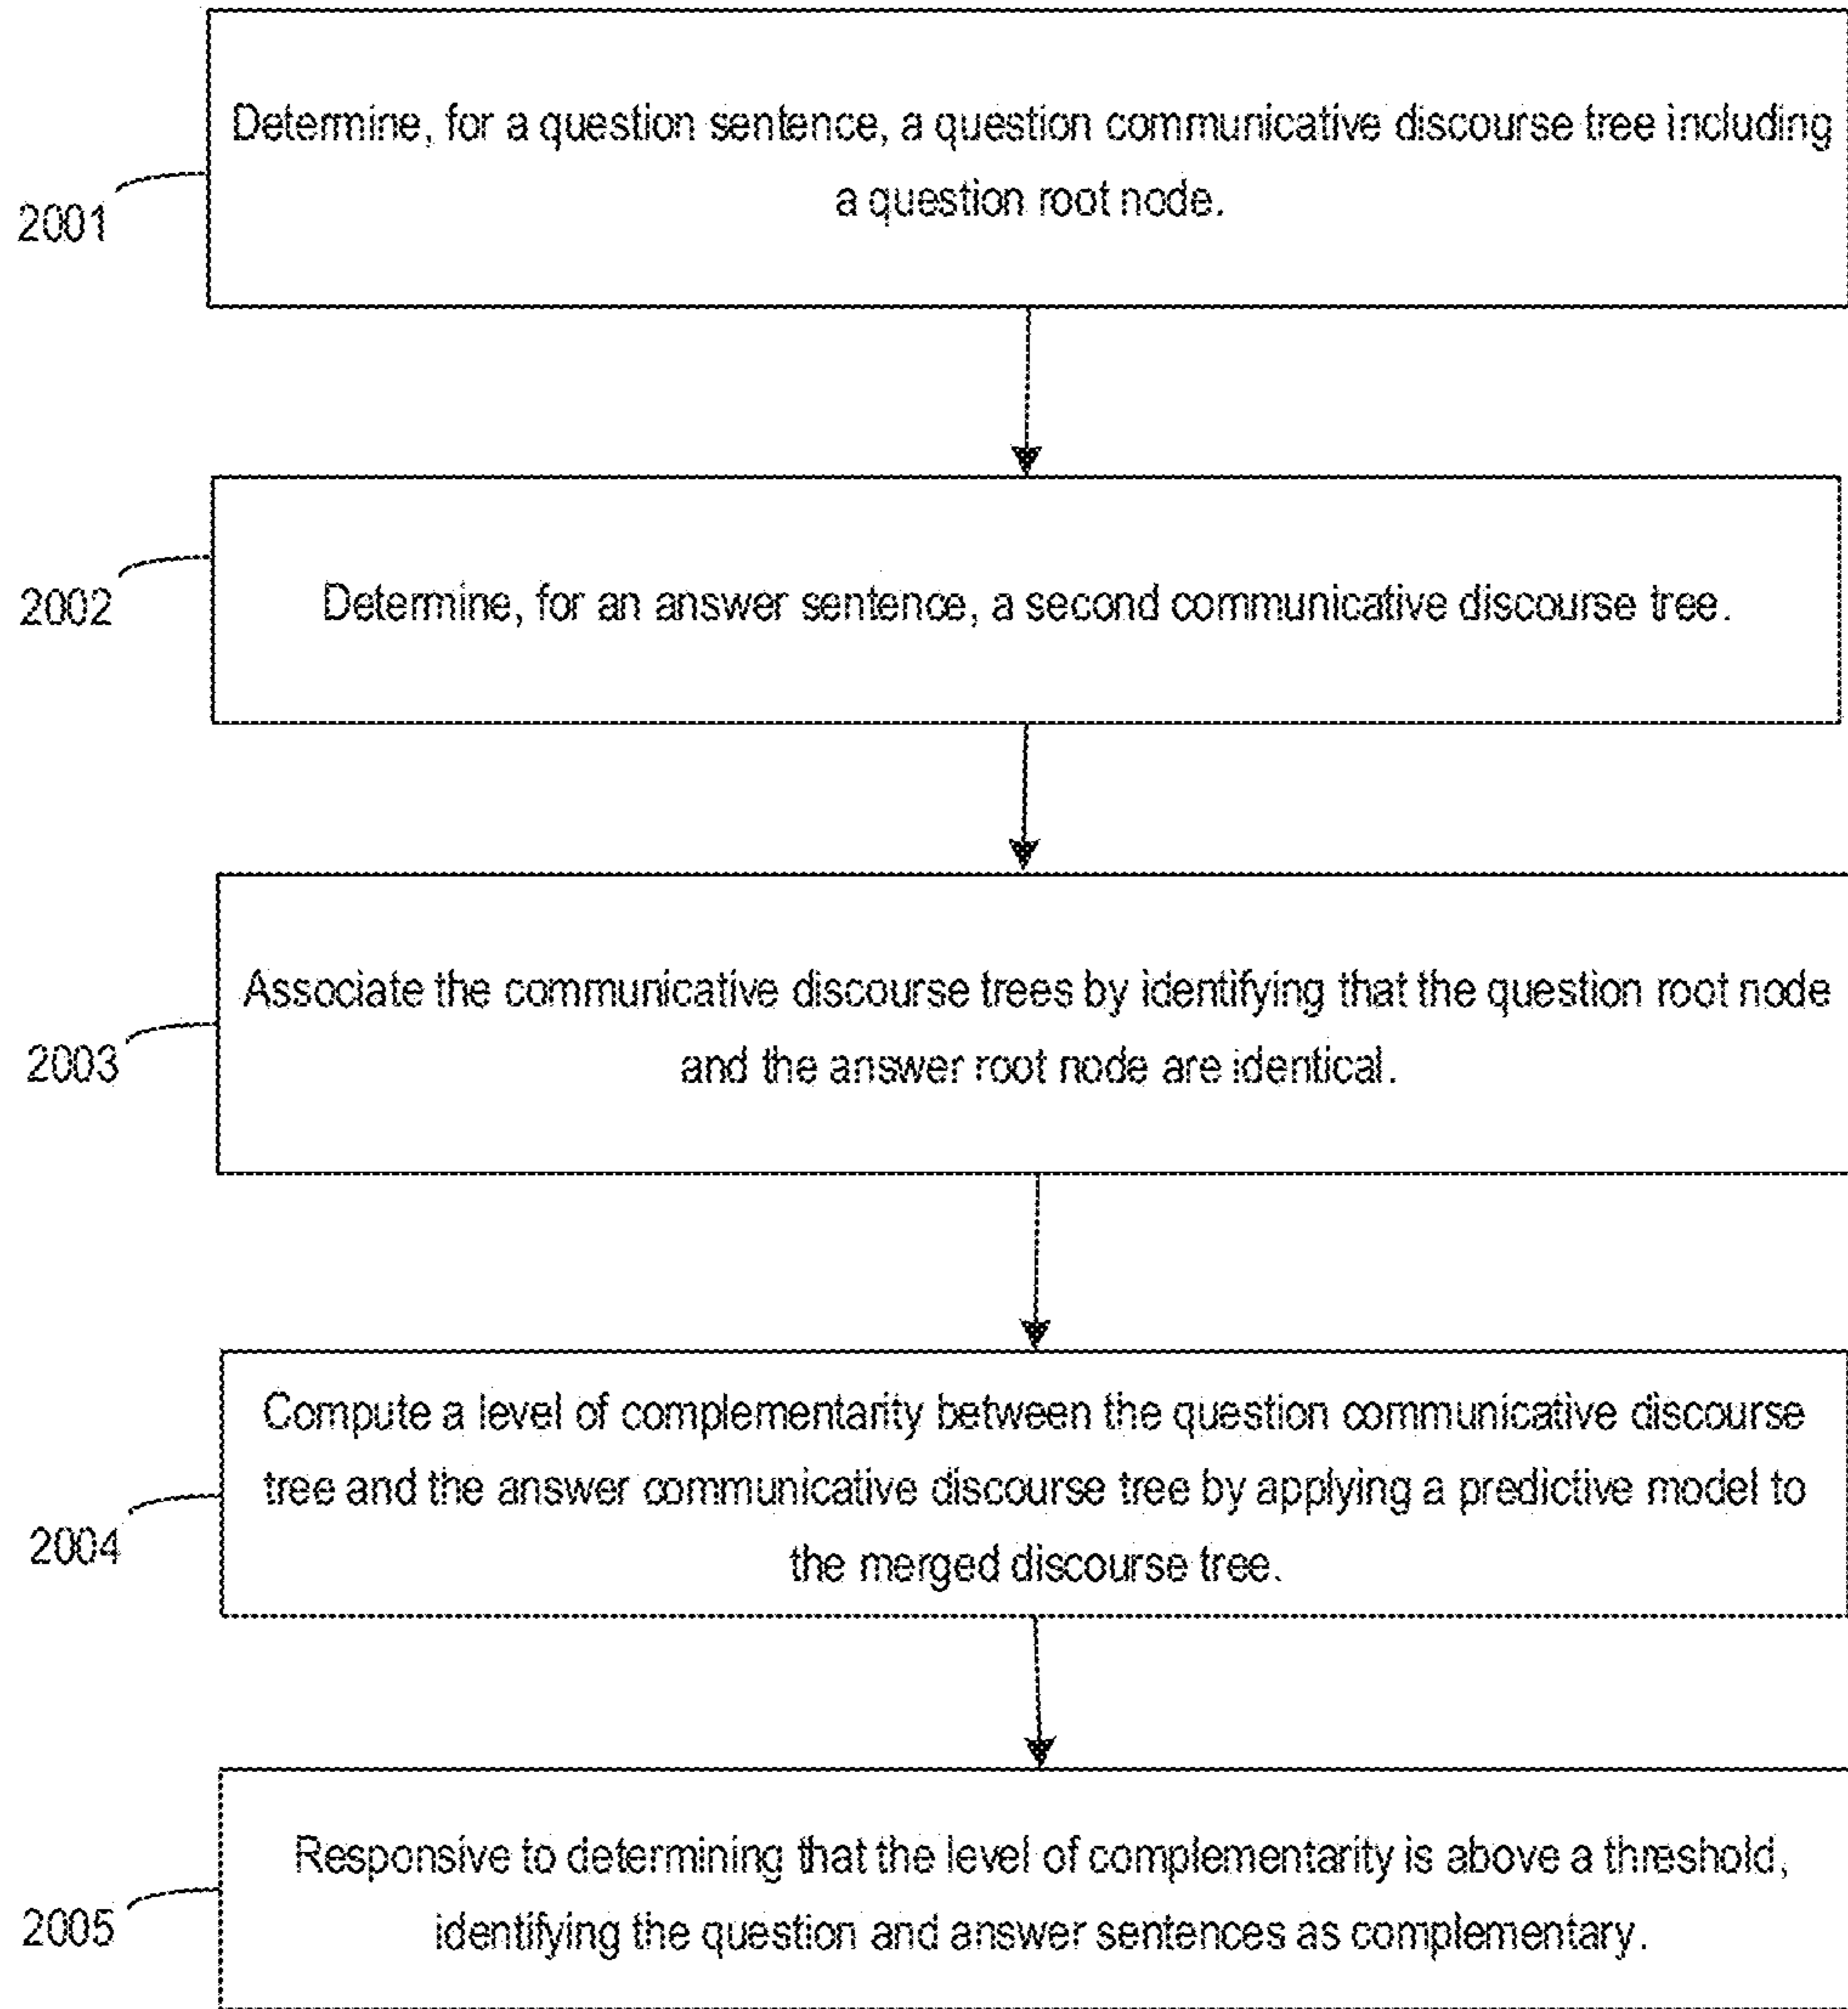 Determine, for a question sentence, a question communicative discourse tree including
a question root node.
2001
Determine, for an answer sentence, a second communicative discourse tree.
2002
Associate the communicative discourse trees by identifying that the question root node
and the answer root node are identical.
2003
Compute a level of complementarity between the question communicative discourse
tree and the answer communicative discourse tree by applying a predictive model to
the merged discourse tree.
2004
Responsive to determining that the level of complementarity is above a threshold,
identifying the question and answer sentences as complementary.
2005